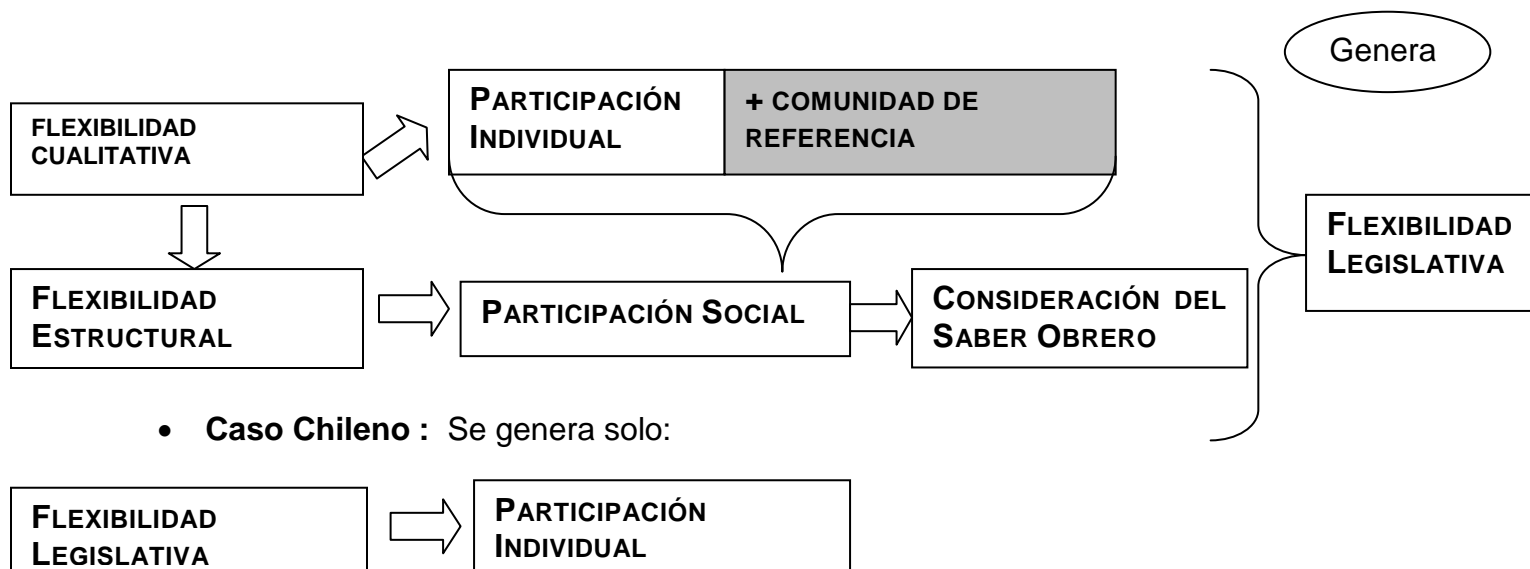 Genera
PARTICIPACIÓN
INDIVIDUAL
+ COMUNIDAD DE
REFERENCIA
FLEXIBILIDAD
CUALITATIVA
FLEXIBILIDAD
LEGISLATIVA
FLEXIBILIDAD
ESTRUCTURAL
PARTICIPACIÓN SOCIAL
CONSIDERACIÓN DEL
SABER OBRERO
• Caso Chileno : Se genera solo:
FLEXIBILIDAD
LEGISLATIVA
PARTICIPACIÓN
INDIVIDUAL